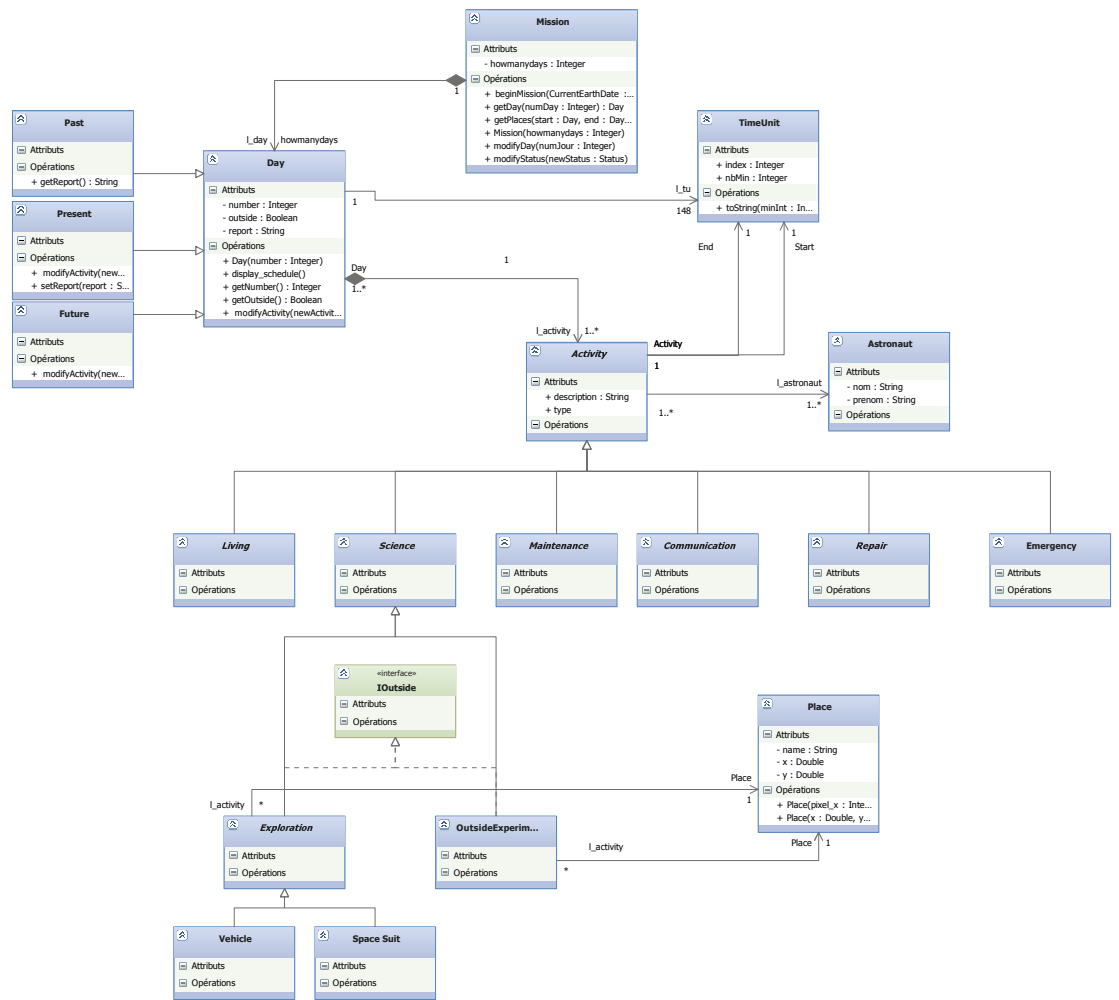 Mission
Attributs
- howmanydays : Integer
Opérations
+ beginMission(CurrentEarthDate :...
+ getDay(numDay : Integer) : Day
+ getPlaces(start : Day, end : Day...
+ Mission(howmanydays : Integer)
+ modifyDay(numJour : Integer)
+ modifyStatus(newStatus : Status)
1
l_day
howmanydays
Past
Attributs
Opérations
+ getReport() : String
Present
Attributs
Opérations
+ modifyActivity(new...
+ setReport(report : S...
Future
Attributs
Opérations
+ modifyActivity(new...
Day
Attributs
- number : Integer
- outside : Boolean
- report : String
Opérations
+ Day(number : Integer)
+ display_schedule()
+ getNumber() : Integer
+ getOutside() : Boolean
+ modifyActivity(newActivit...
1
l_tu
148
TimeUnit
Attributs
+ index : Integer
+ nbMin : Integer
Opérations
+ toString(minInt : In...
1
1
End
Start
Day
1..*
1
l_activity
1..*
Activity
Attributs
+ description : String
+ type
Opérations
Activity
1
l_astronaut
1..*
1..*
Astronaut
Attributs
- nom : String
- prenom : String
Opérations
Living
Attributs
Opérations
Science
Attributs
Opérations
Maintenance
Attributs
Opérations
Communication
Attributs
Opérations
Repair
Attributs
Opérations
Emergency
Attributs
Opérations
«interface»
IOutside
Attributs
Opérations
Place
Attributs
- name : String
- x : Double
- y : Double
Opérations
+ Place(pixel_x : Inte...
+ Place(x : Double, y...
Place
1
l_activity
*
Exploration
Attributs
Opérations
OutsideExperim...
Attributs
Opérations
l_activity
*
Place
1
Vehicle
Attributs
Opérations
Space Suit
Attributs
Opérations